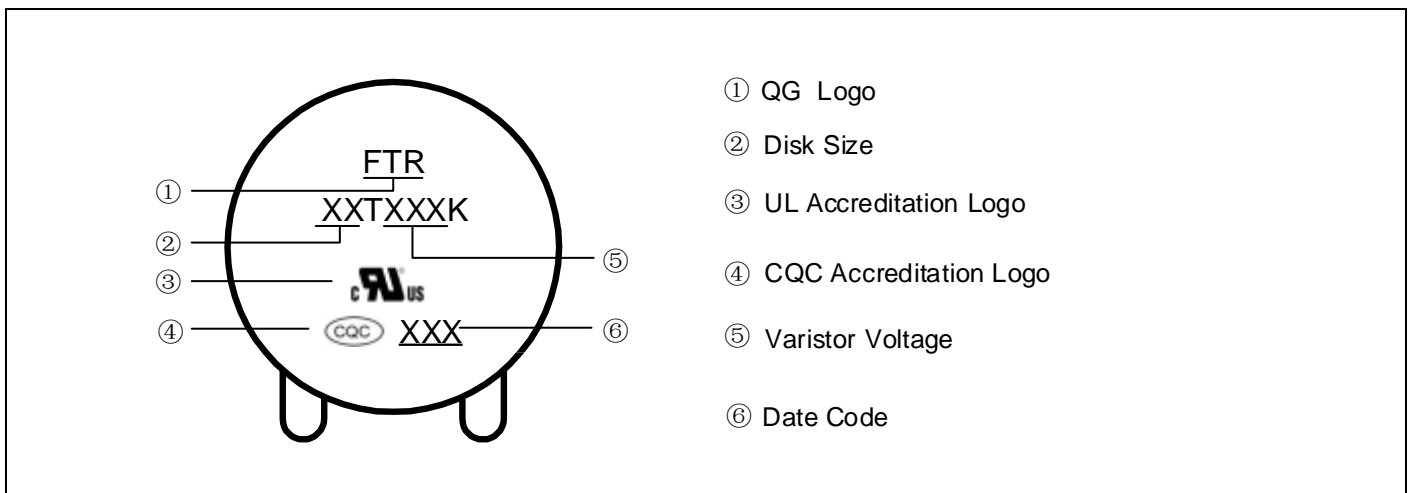 FTR
XXTXXXK
c RU ® US
CQC XXX
①
②
③
④
⑤
⑥
① QG Logo
② Disk Size
③ UL Accreditation Logo
④ CQC Accreditation Logo
⑤ Varistor Voltage
⑥ Date Code